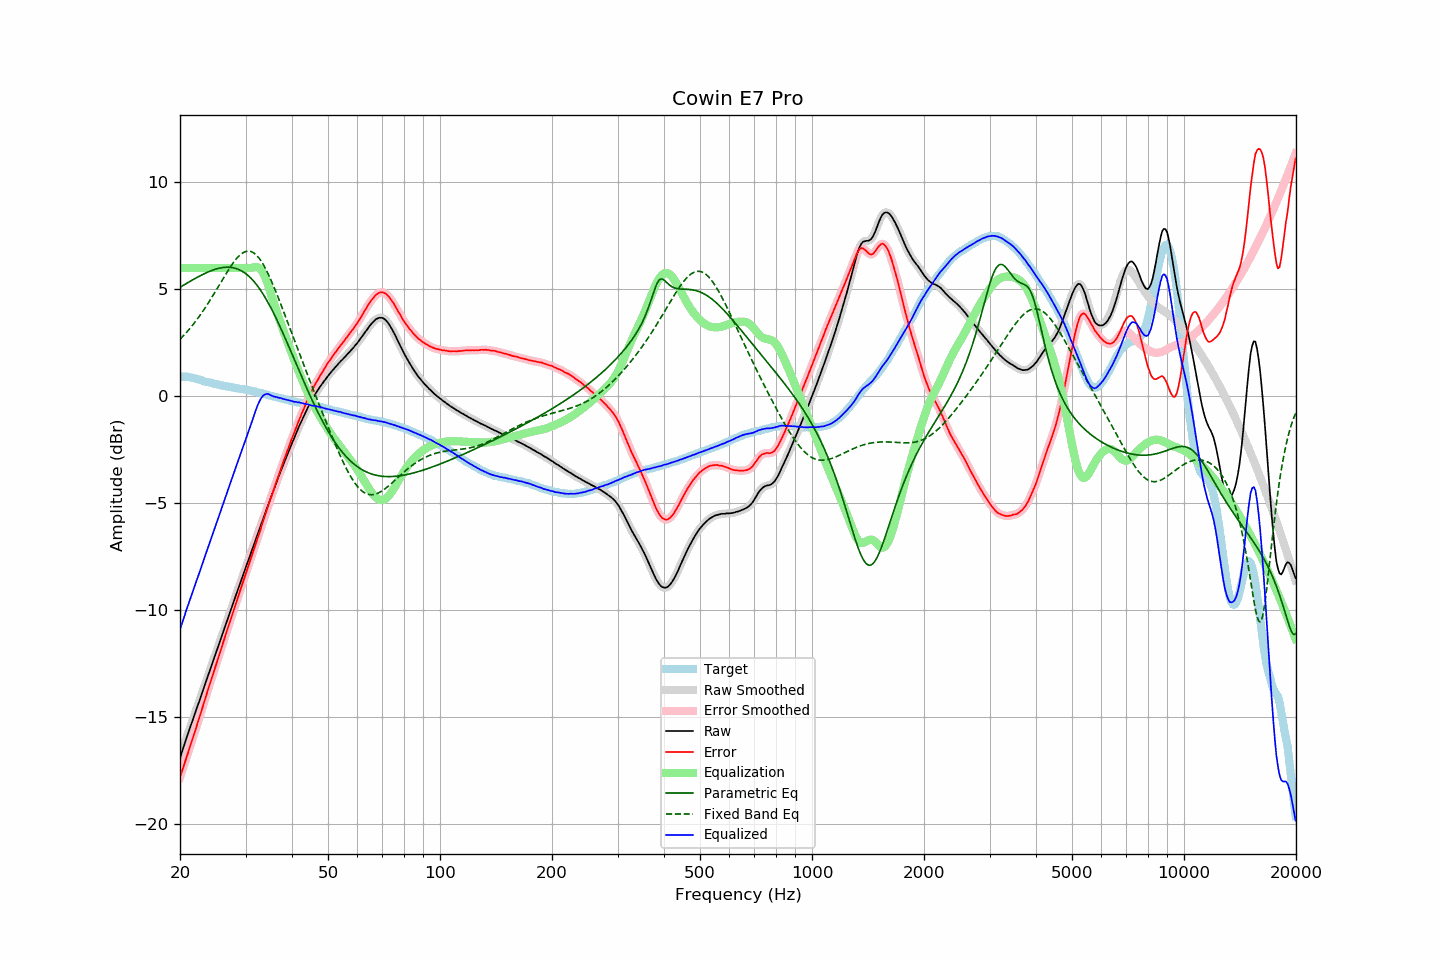 Cowin E7 Pro
Amplitude (dBr)
10
5
0
−5
−10
−15
−20
Target
Raw Smoothed
Error Smoothed
Raw
Error
Equalization
Parametric Eq
Fixed Band Eq
Equalized
20 50 100 200 500 1000 2000 5000 10000 20000
Frequency (Hz)